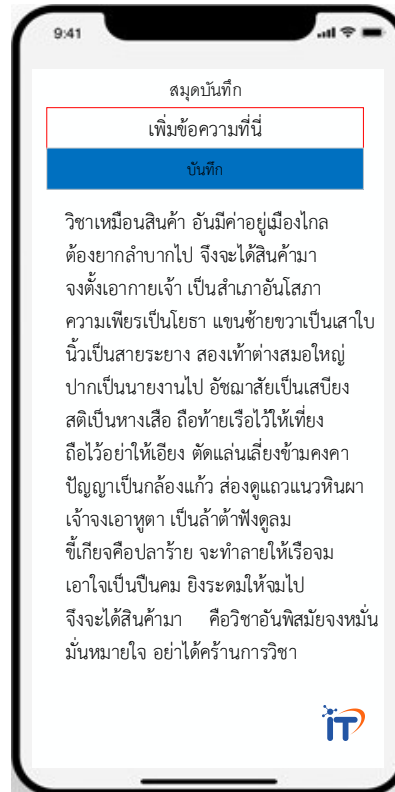 9:41
สมุดบันทึก
เพิ่มข้อความที่นี่
บันทึก
วิชาเหมือนสินค้า อันมีค่าอยู่เมืองไกล
ต้องยากลำบากไป จึงจะได้สินค้ามา
จงตั้งเอากายเจ้า เป็นสำเภาอันโสภา
ความเพียรเป็นโยธา แขนซ้ายขวาเป็นเสาใบ
นิ้วเป็นสายระยาง สองเท้าต่างสมอใหญ่
ปากเป็นนายงานไป อัชฌาสัยเป็นเสบียง
สติเป็นหางเสือ ถือท้ายเรือไว้ให้เที่ยง
ถือไว้อย่าให้เอียง ตัดแล่นเลี่ยงข้ามคงคา
ปัญญาเป็นกล้องแก้ว ส่องดูแถวแนวหินผา
เจ้าจงเอาหูตา เป็นล้าต้าฟังดูลม
ขี้เกียจคือปลาร้าย จะทำลายให้เรือจม
เอาใจเป็นปืนคม ยิงระดมให้จมไป
จึงจะได้สินค้ามา คือวิชาอันพิสมัยจงหมั่น
มั่นหมายใจ อย่าได้คร้านการวิชา
iT